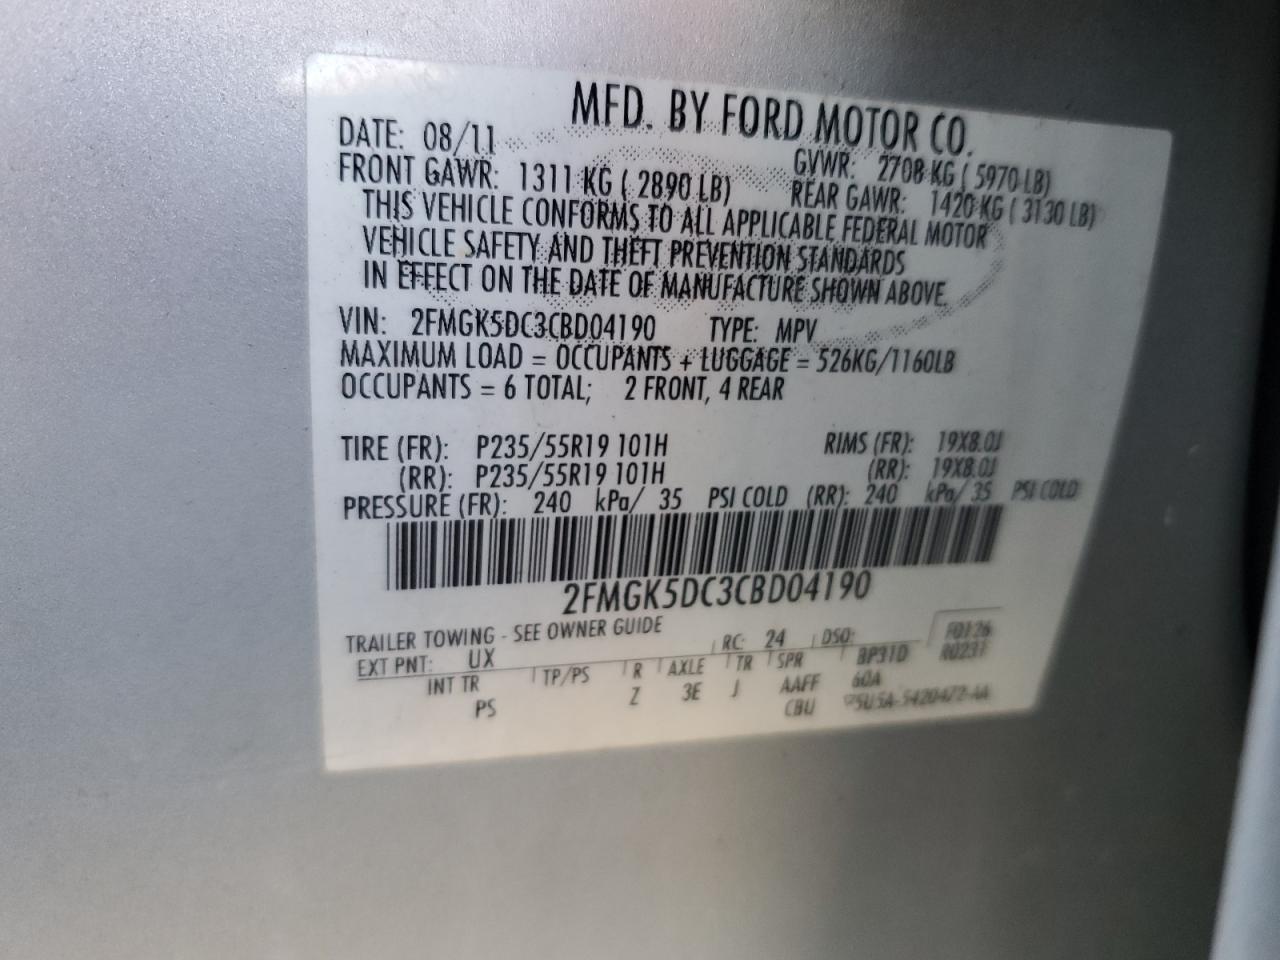 MFD. BY FORD MOTOR CO.
DATE: 08/11 GVWR: 2708 KG ( 5970 LB)
FRONT GAWR: 1311 KG ( 2890 LB) REAR GAWR: 1420 KG ( 3130 LB)
THIS VEHICLE CONFORMS TO ALL APPLICABLE FEDERAL MOTOR
VEHICLE SAFETY AND THEFT PREVENTION STANDARDS
IN EFFECT ON THE DATE OF MANUFACTURE SHOWN ABOVE.
VIN: 2FMGK5DC3CBD04190 TYPE: MPV
MAXIMUM LOAD = OCCUPANTS + LUGGAGE = 526KG/1160LB
OCCUPANTS = 6 TOTAL; 2 FRONT, 4 REAR
TIRE (FR): P235/55R19 101H RIMS (FR): 19X8.0J
(RR): P235/55R19 101H (RR): 19X8.0J
PRESSURE (FR): 240 kPa/ 35 PSI COLD (RR): 240 kPa/ 35 PSI COLD
2FMGK5DC3CBD04190
TRAILER TOWING - SEE OWNER GUIDE
EXT PNT: UX RC: 24 DSO: F0126
INT TR TP/PS R AXLE TR SPR BP31D R0237
PS Z 3E J AAFF 60A
CBU